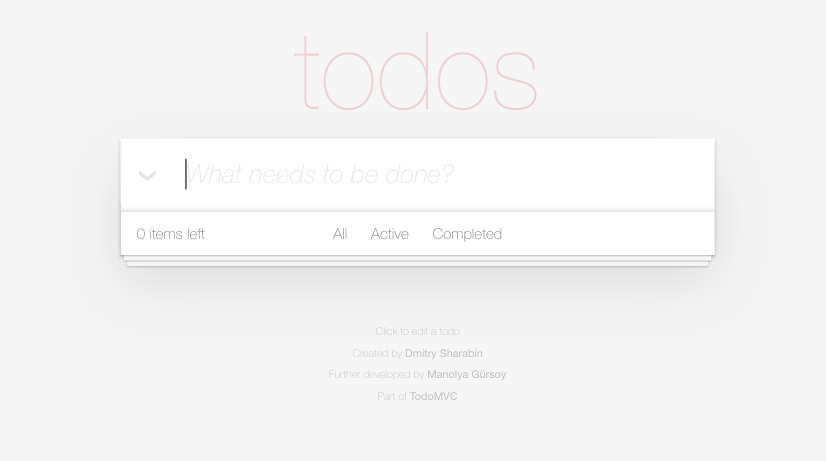 todos
What needs to be done?
0 items left All Active Completed
Click to edit a todo
Created by Dmitry Sharabin
Further developed by Manolya Gürsoy
Part of TodoMVC